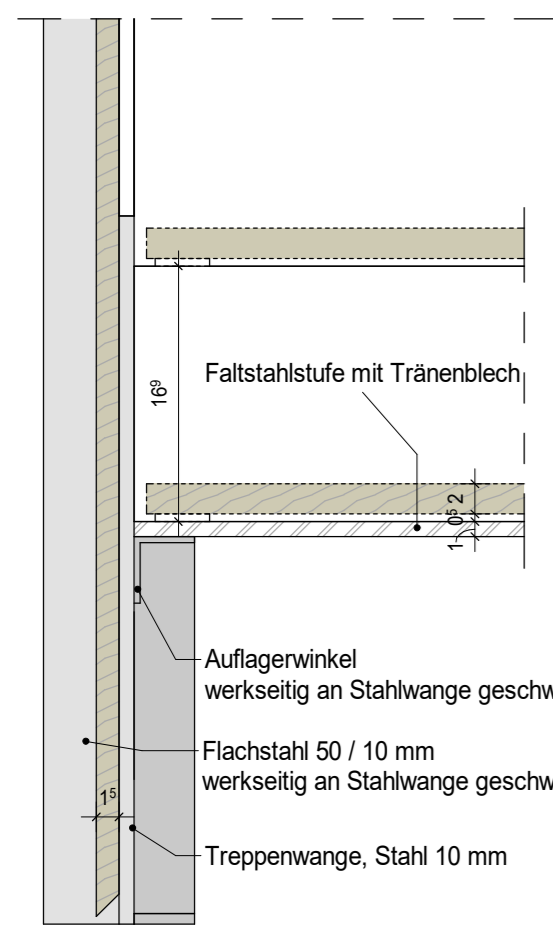 16⁹
Faltstahlstufe mit Tränenblech
1 0⁵ 2
Auflagerwinkel
werkseitig an Stahlwange geschw
Flachstahl 50 / 10 mm
werkseitig an Stahlwange geschw
1⁵
Treppenwange, Stahl 10 mm